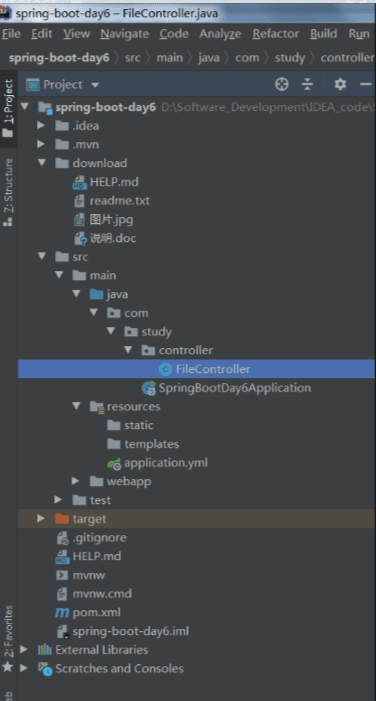 spring-boot-day6 – FileController.java
File Edit View Navigate Code Analyze Refactor Build Run
spring-boot-day6 src main java com study controller
Project
1: Project
Z: Structure
2: Favorites
eb
spring-boot-day6 D:\Software_Development\IDEA_code\
.idea
.mvn
download
HELP.md
readme.txt
图片.jpg
说明.doc
src
main
java
com
study
controller
FileController
SpringBootDay6Application
resources
static
templates
application.yml
webapp
test
target
.gitignore
HELP.md
mvnw
mvnw.cmd
pom.xml
spring-boot-day6.iml
External Libraries
Scratches and Consoles